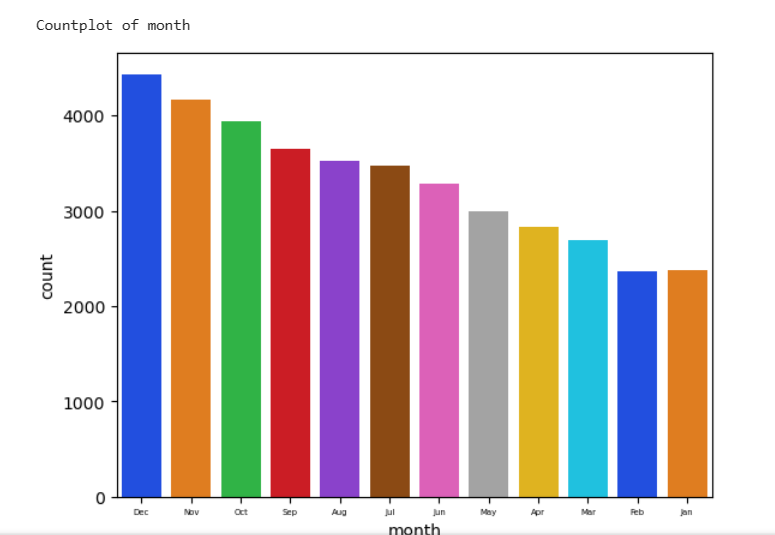 Countplot of month
4000
3000
2000
1000
0
count
Dec Nov Oct Sep Aug Jul Jun May Apr Mar Feb Jan
month